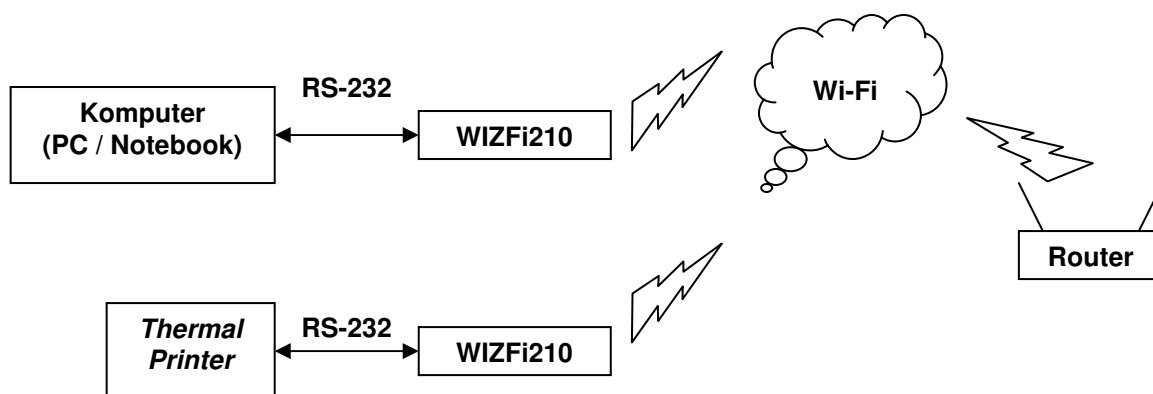 Komputer
(PC / Notebook)
RS-232
WIZFi210
Wi-Fi
Router
Thermal
Printer
RS-232
WIZFi210